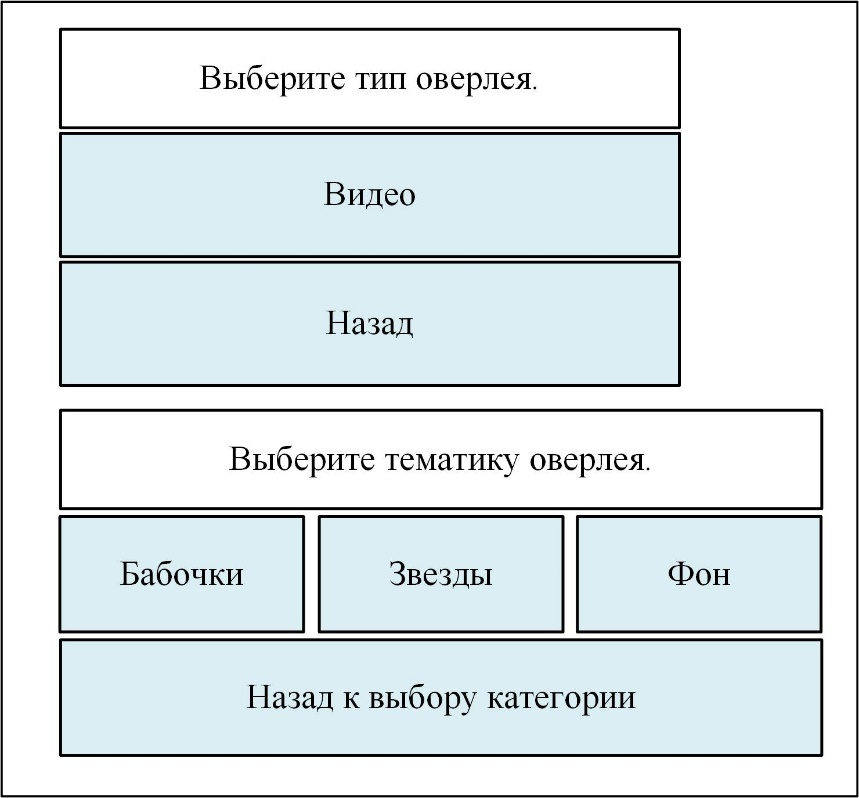 Выберите тип оверлея.
Видео
Назад
Выберите тематику оверлея.
Бабочки
Звезды
Фон
Назад к выбору категории